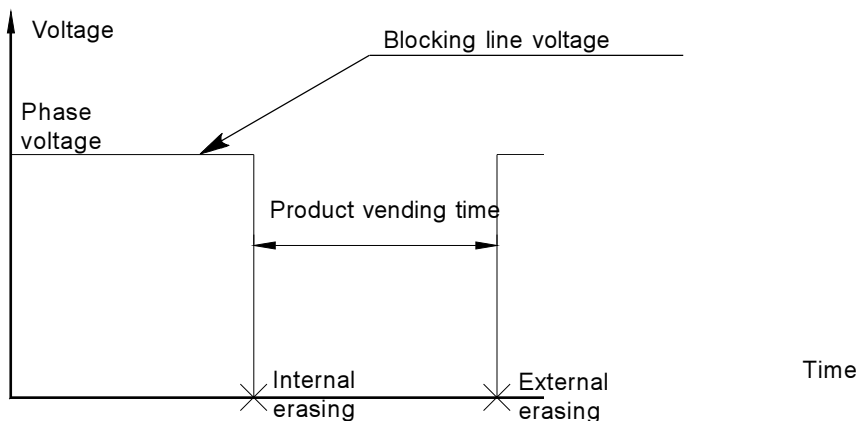 Voltage
Blocking line voltage
Phase
voltage
Product vending time
Time
Internal
erasing
External
erasing